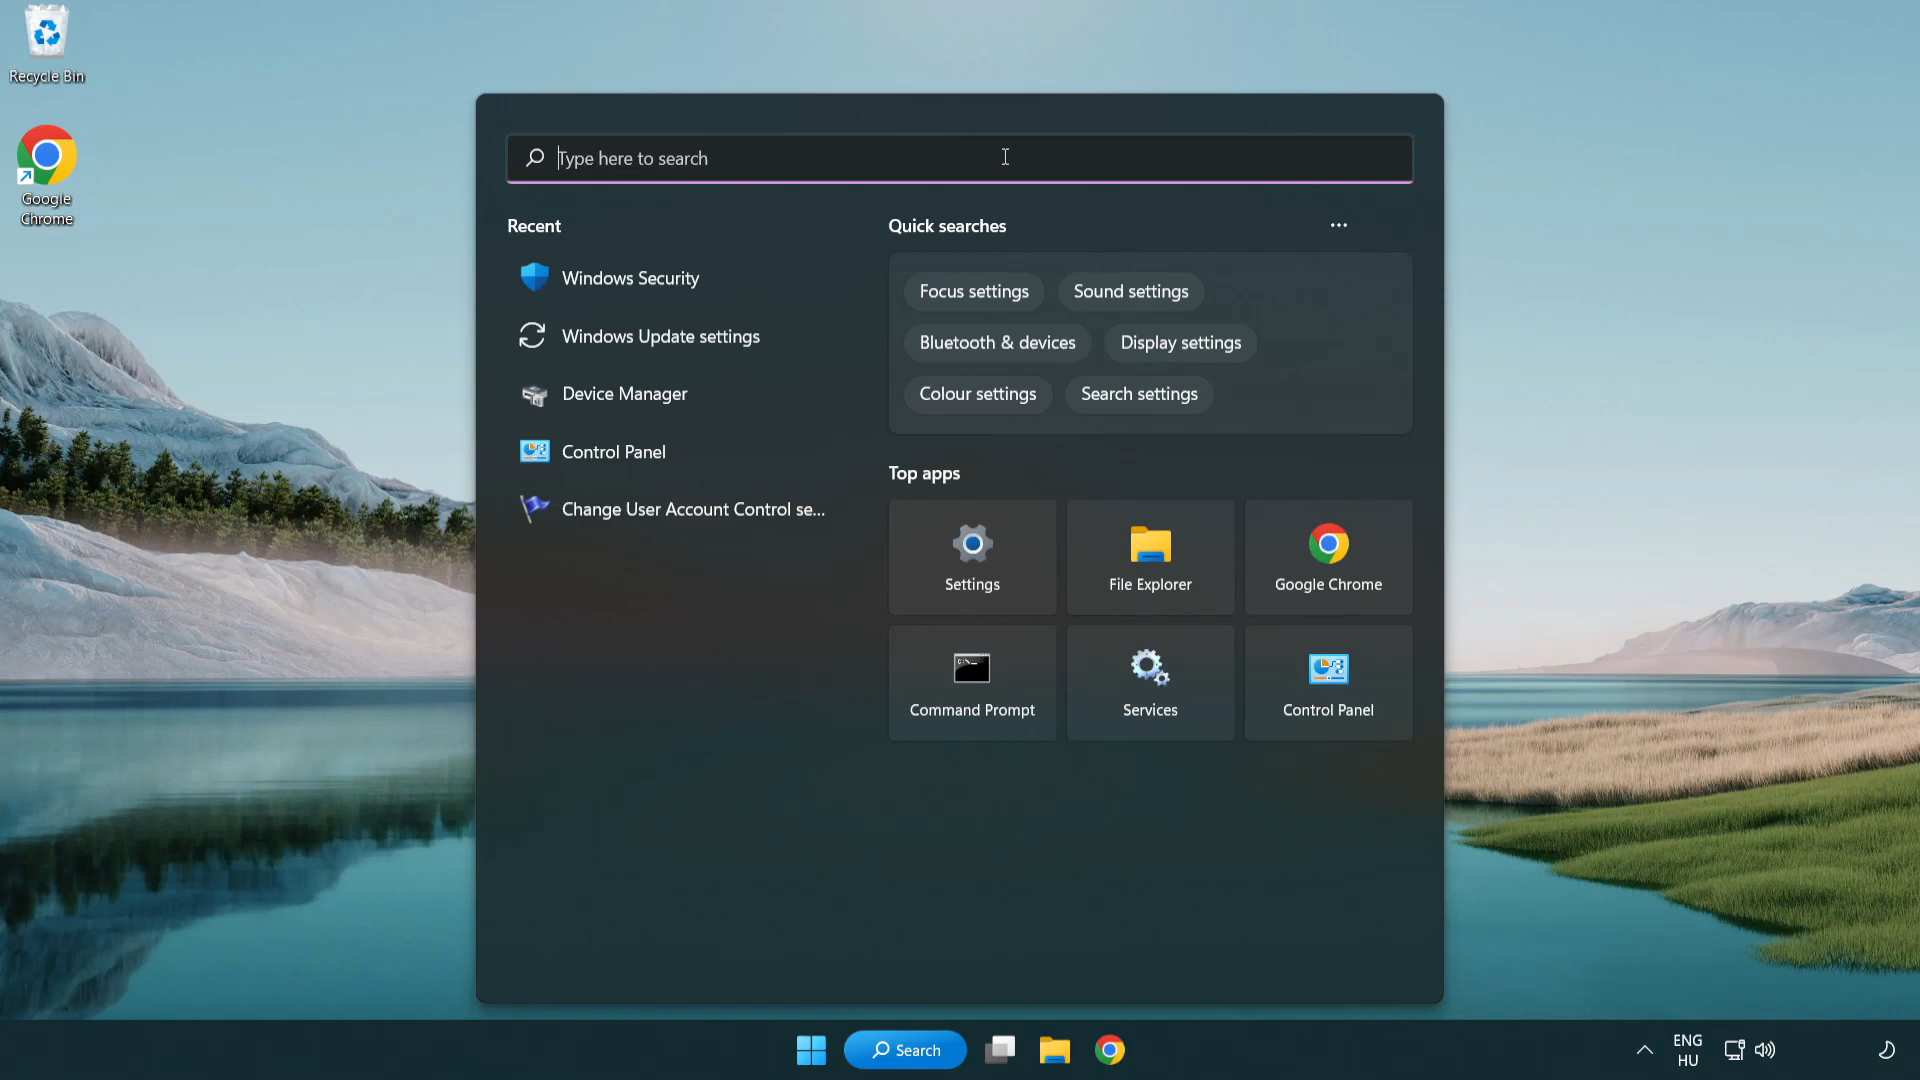 Recycle Bin
Google
Chrome
Type here to search
Recent
Windows Security
Windows Update settings
Device Manager
Control Panel
Change User Account Control se...
Quick searches
Focus settings
Sound settings
Bluetooth & devices
Display settings
Colour settings
Search settings
Top apps
Settings
File Explorer
Google Chrome
Command Prompt
Services
Control Panel
Search
ENG
HU